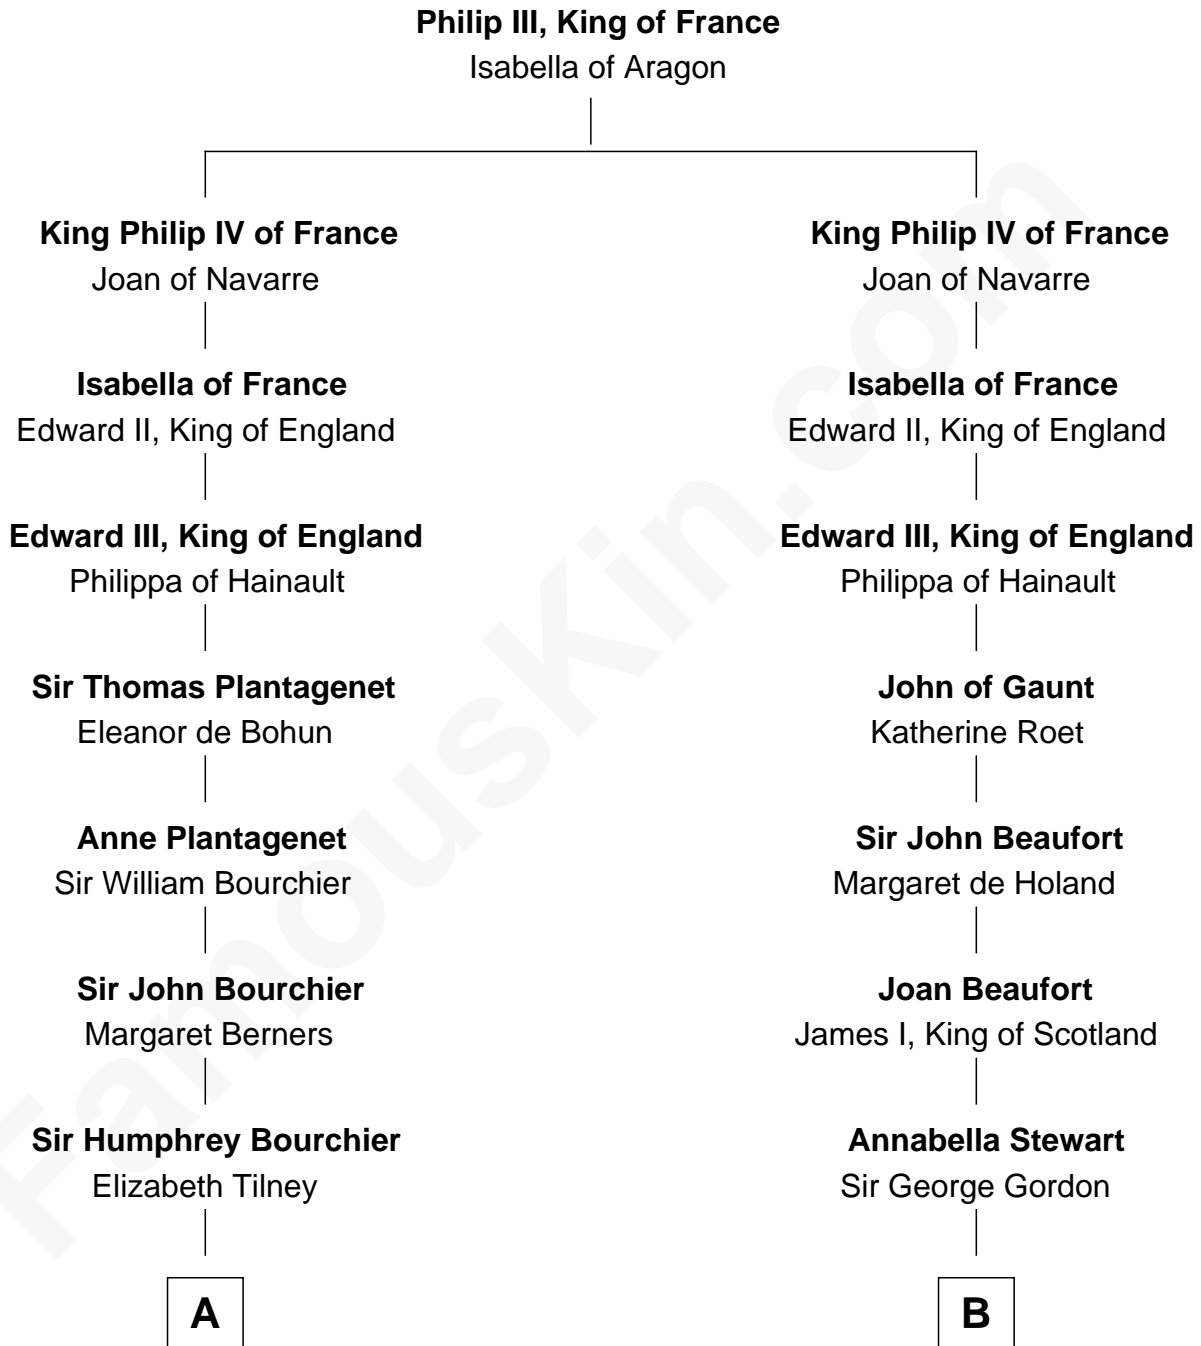 Philip III, King of France
Isabella of Aragon
King Philip IV of France
Joan of Navarre
Isabella of France
Edward II, King of England
Edward III, King of England
Philippa of Hainault
Sir Thomas Plantagenet
Eleanor de Bohun
Anne Plantagenet
Sir William Bourchier
Sir John Bourchier
Margaret Berners
Sir Humphrey Bourchier
Elizabeth Tilney
A
King Philip IV of France
Joan of Navarre
Isabella of France
Edward II, King of England
Edward III, King of England
Philippa of Hainault
John of Gaunt
Katherine Roet
Sir John Beaufort
Margaret de Holand
Joan Beaufort
James I, King of Scotland
Annabella Stewart
Sir George Gordon
B
FamousKin.com